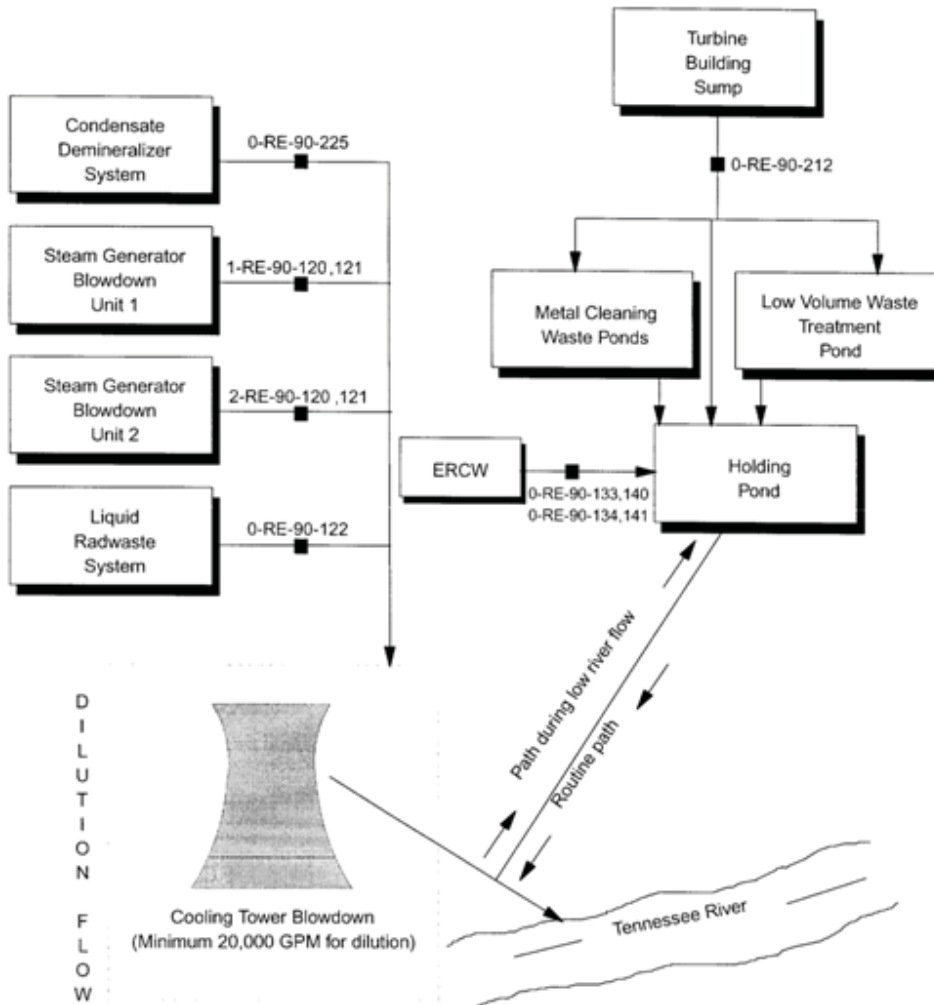 Turbine
Building
Sump
Condensate
Demineralizer
System
0-RE-90-225
0-RE-90-212
Steam Generator
Blowdown
Unit 1
1-RE-90-120 ,121
Metal Cleaning
Waste Ponds
Low Volume Waste
Treatment
Pond
Steam Generator
Blowdown
Unit 2
2-RE-90-120 ,121
ERCW
0-RE-90-133,140
0-RE-90-134,141
Holding
Pond
Liquid
Radwaste
System
0-RE-90-122
Path during low river flow
Routine path
DILUTION FLOW
Cooling Tower Blowdown
(Minimum 20,000 GPM for dilution)
Tennessee River